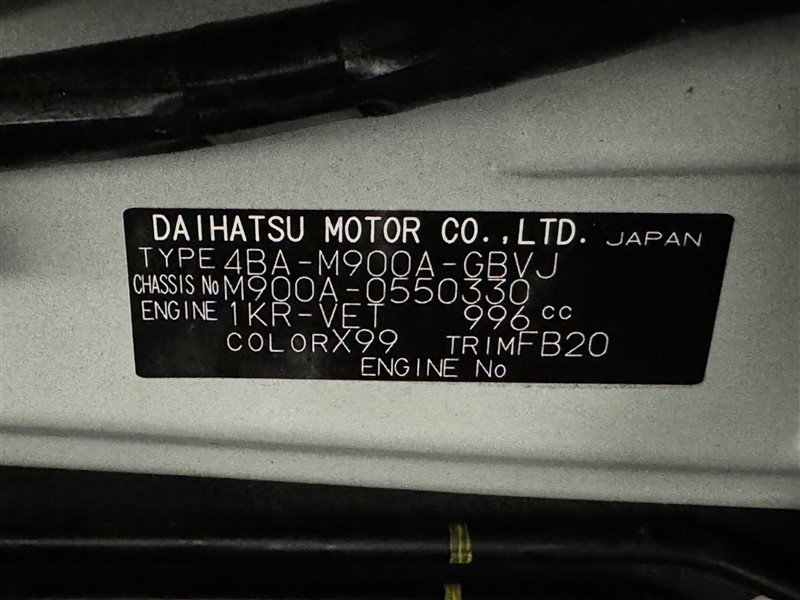 DAIHATSU MOTOR CO.,LTD. JAPAN
TYPE 4BA-M900A-GBVJ
CHASSIS No M900A-0550330
ENGINE 1KR-VET 996 cc
COLOR X99 TRIM FB20
ENGINE No